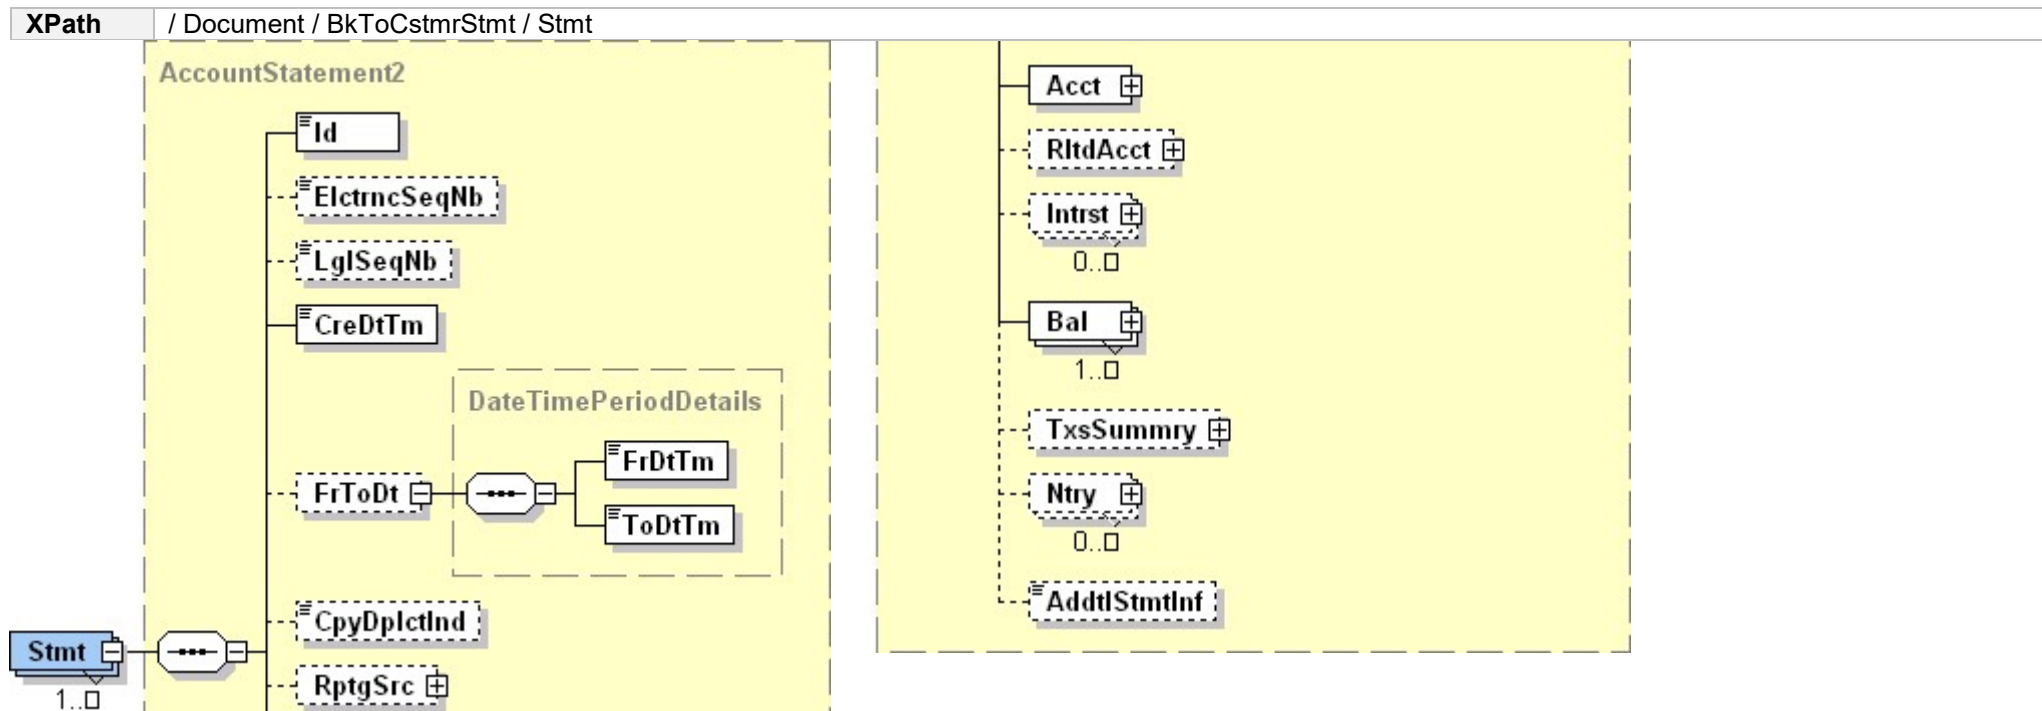 XPath / Document / BkToCstmrStmt / Stmt
AccountStatement2
Id
ElctrncSeqNb
LglSeqNb
CreDtTm
DateTimePeriodDetails
FrDtTm
FrToDt
ToDtTm
CpyDplctInd
Stmt
1..□
RptgSrc
Acct
RltdAcct
Intrst
0..□
Bal
1..□
TxsSummry
Ntry
0..□
AddtlStmtInf